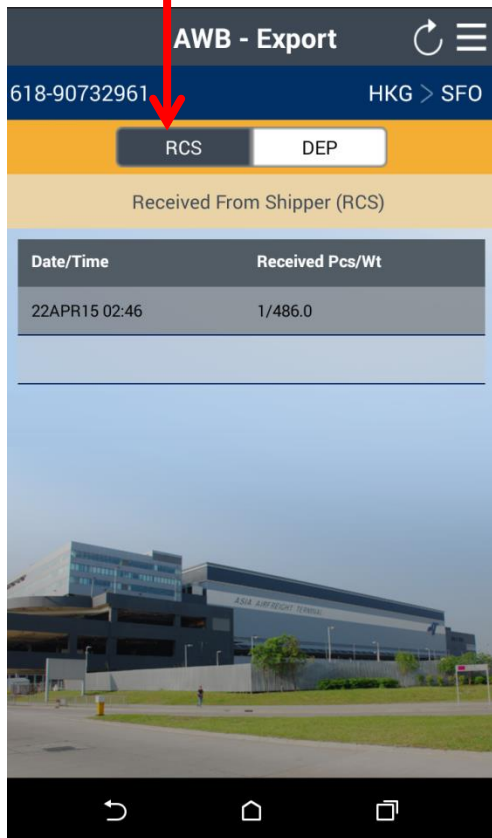 AWB - Export
618-90732961 HKG > SFO
RCS DEP
Received From Shipper (RCS)
Date/Time Received Pcs/Wt
22APR15 02:46 1/486.0
ASIA AIRFREIGHT TERMINAL